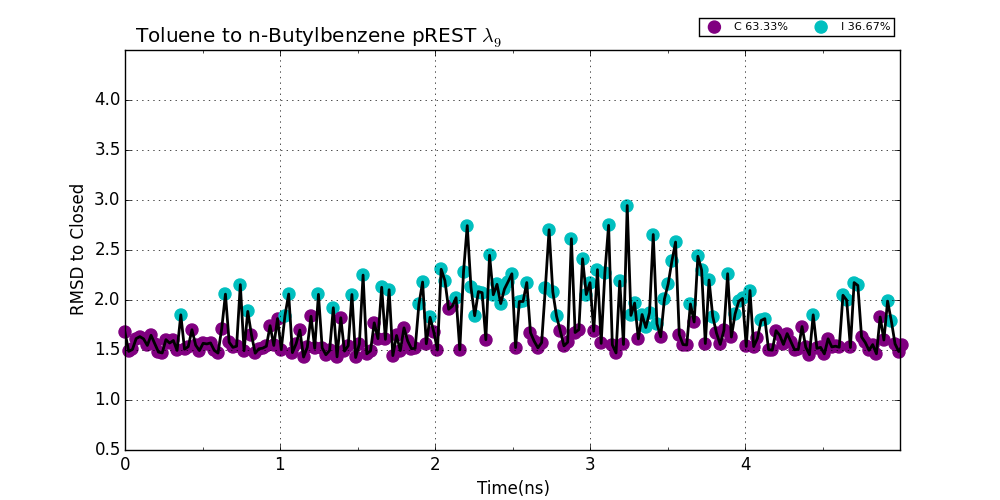 Toluene to n-Butylbenzene pREST λ₉
C 63.33%
I 36.67%
4.0
3.5
3.0
2.5
2.0
1.5
1.0
0.5
RMSD to Closed
0 1 2 3 4
Time(ns)